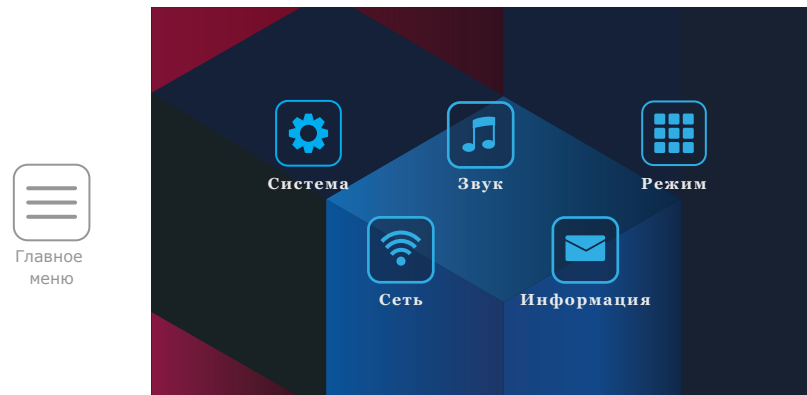 Система
Звук
Режим
Главное
меню
Сеть
Информация